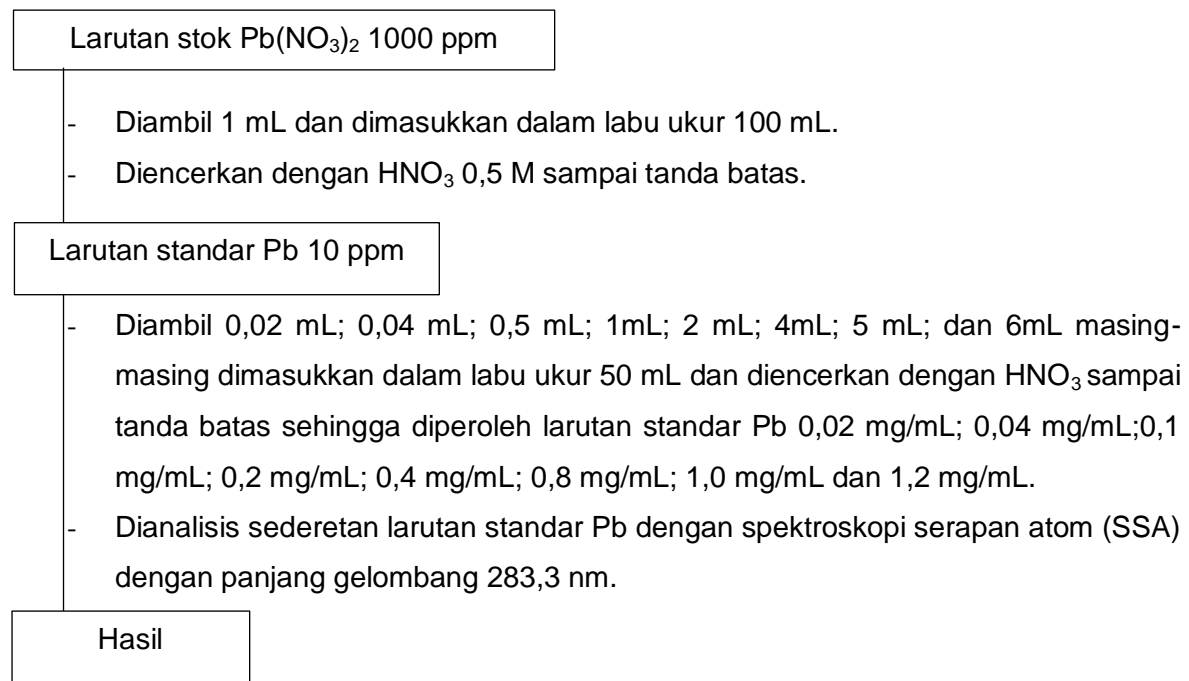 Larutan stok Pb(NO₃)₂ 1000 ppm
- Diambil 1 mL dan dimasukkan dalam labu ukur 100 mL.
- Diencerkan dengan HNO₃ 0,5 M sampai tanda batas.
Larutan standar Pb 10 ppm
- Diambil 0,02 mL; 0,04 mL; 0,5 mL; 1mL; 2 mL; 4mL; 5 mL; dan 6mL masing-
masing dimasukkan dalam labu ukur 50 mL dan diencerkan dengan HNO₃ sampai
tanda batas sehingga diperoleh larutan standar Pb 0,02 mg/mL; 0,04 mg/mL;0,1
mg/mL; 0,2 mg/mL; 0,4 mg/mL; 0,8 mg/mL; 1,0 mg/mL dan 1,2 mg/mL.
- Dianalisis sederetan larutan standar Pb dengan spektroskopi serapan atom (SSA)
dengan panjang gelombang 283,3 nm.
Hasil